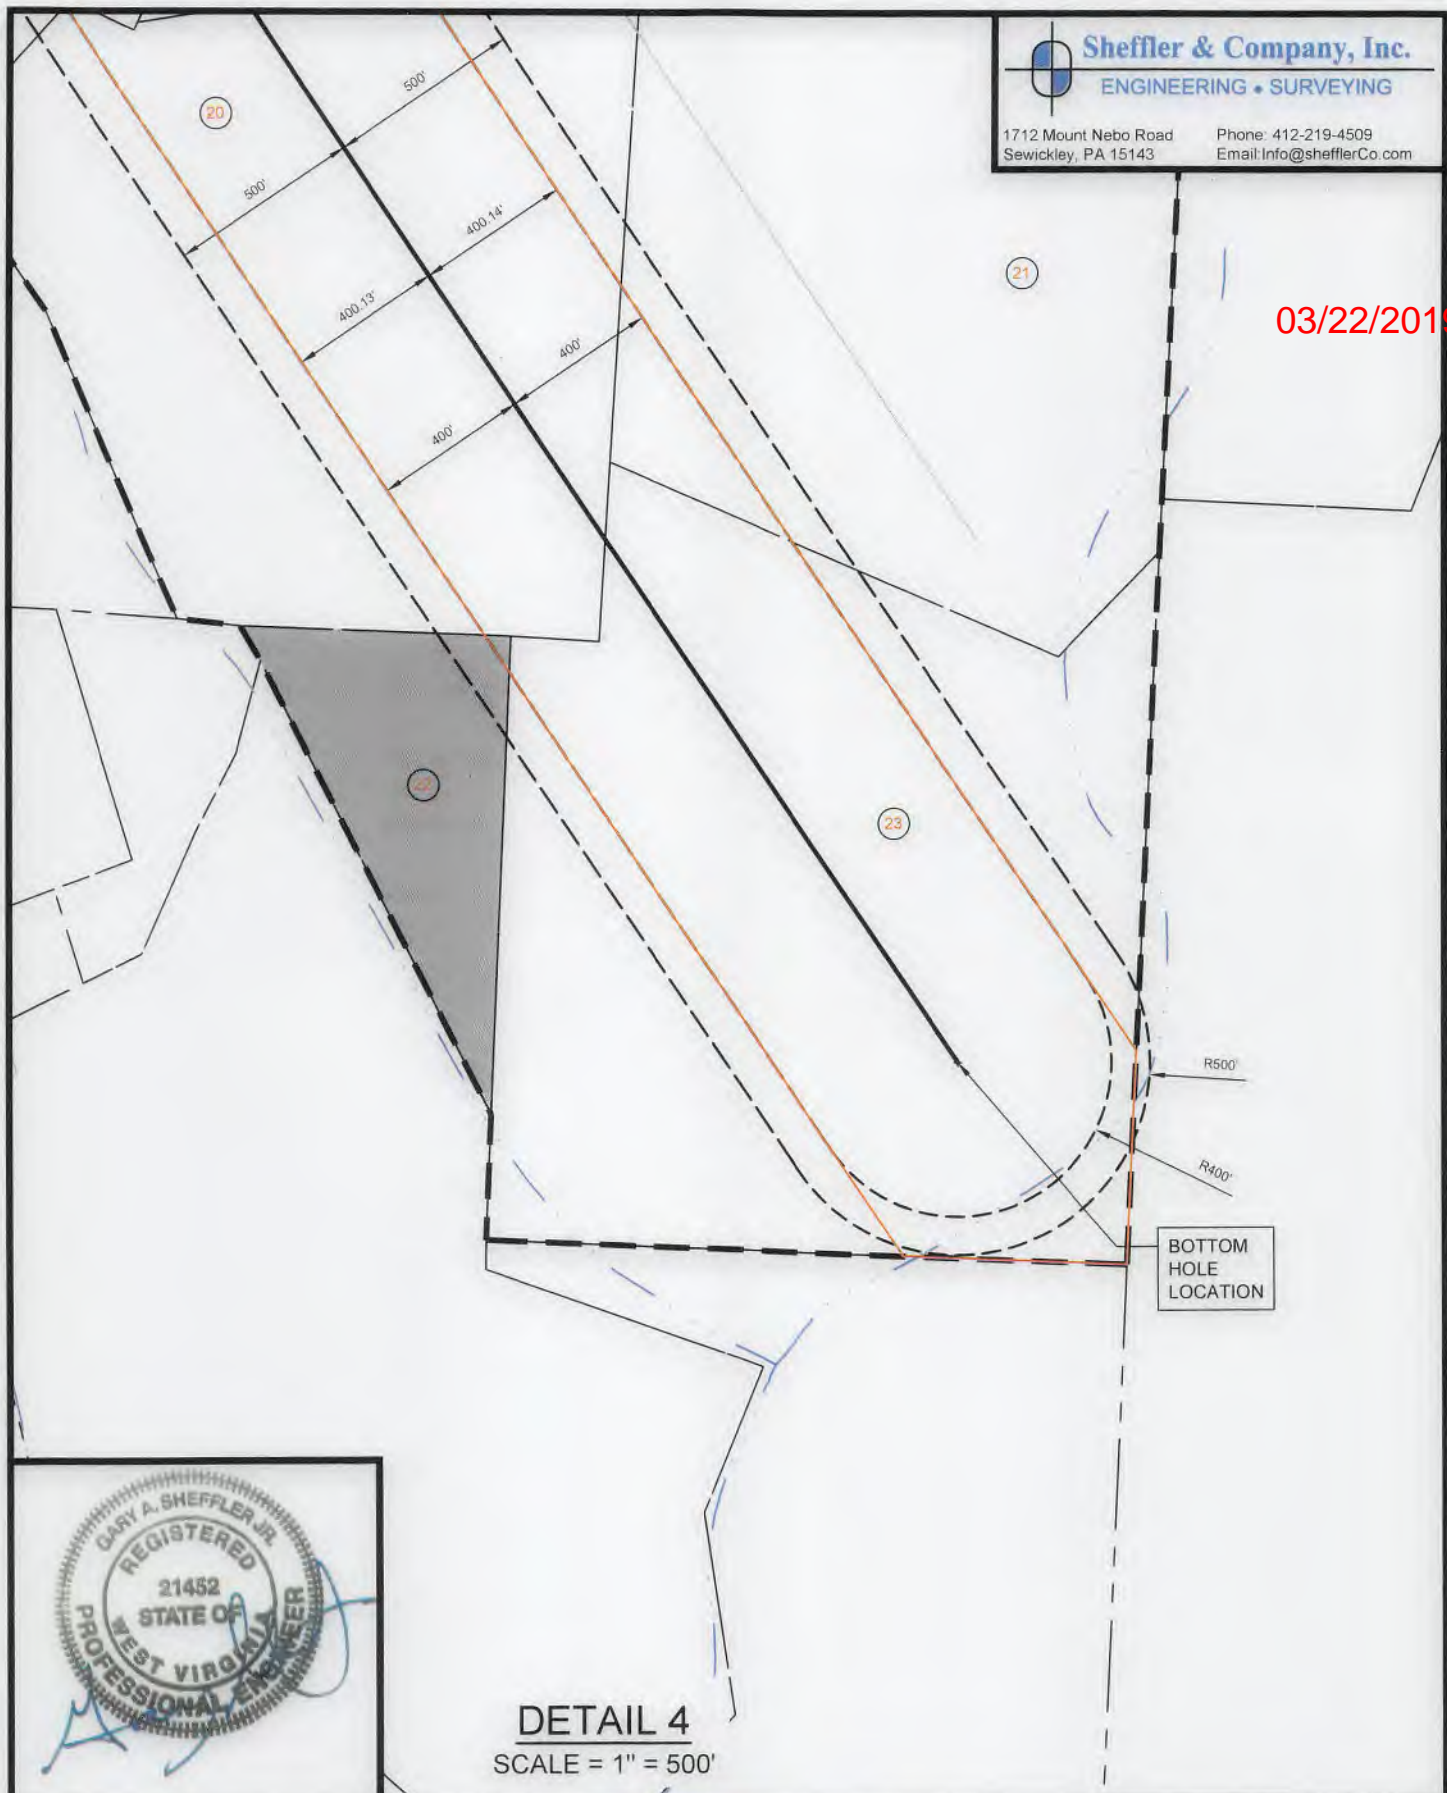 Sheffler & Company, Inc.
ENGINEERING • SURVEYING
1712 Mount Nebo Road
Sewickley, PA 15143
Phone: 412-219-4509
Email:Info@shefflerCo.com
03/22/2019
20
500'
500'
400.14'
400.13'
400'
400'
21
22
23
R500'
R400'
BOTTOM
HOLE
LOCATION
GARY A. SHEFFLER JR.
REGISTERED
21452
STATE OF
WEST VIRGINIA
PROFESSIONAL ENGINEER
DETAIL 4
SCALE = 1" = 500'